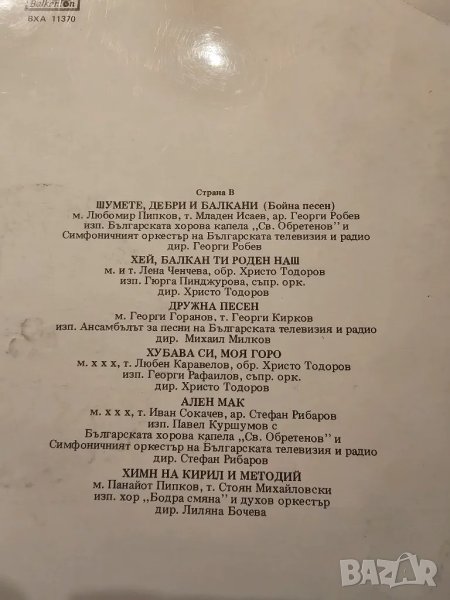 Balkanton
ВХА 11370
Страна В
ШУМЕТЕ, ДЕБРИ И БАЛКАНИ (Бойна песен)
м. Любомир Пипков, т. Младен Исаев, ар. Георги Робев
изп. Българската хорова капела „Св. Обретенов" и
Симфоничният оркестър на Българската телевизия и радио
дир. Георги Робев
ХЕЙ, БАЛКАН ТИ РОДЕН НАШ
м. и т. Лена Ченчева, обр. Христо Тодоров
изп. Гюрга Пинджурова, съпр. орк.
дир. Христо Тодоров
ДРУЖНА ПЕСЕН
м. Георги Горанов, т. Георги Кирков
изп. Ансамбълът за песни на Българската телевизия и радио
дир. Михаил Милков
ХУБАВА СИ, МОЯ ГОРО
м. х х х, т. Любен Каравелов, обр. Христо Тодоров
изп. Георги Рафаилов, съпр. орк.
дир. Христо Тодоров
АЛЕН МАК
м. х х х, т. Иван Сокачев, ар. Стефан Рибаров
изп. Павел Куршумов с
Българската хорова капела „Св. Обретенов" и
Симфоничният оркестър на Българската телевизия и радио
дир. Стефан Рибаров
ХИМН НА КИРИЛ И МЕТОДИЙ
м. Панайот Пипков, т. Стоян Михайловски
изп. хор „Бодра смяна" и духов оркестър
дир. Лиляна Бочева
BAZAR